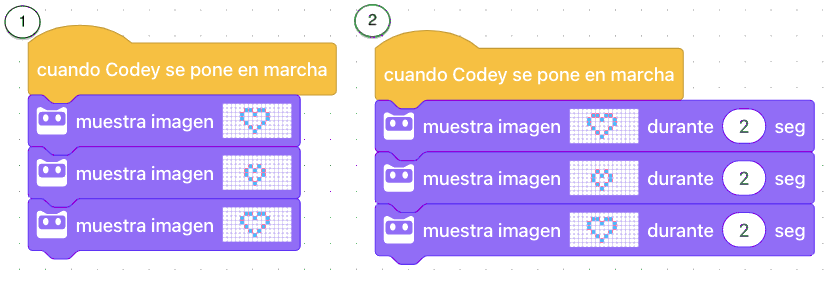 1
cuando Codey se pone en marcha
muestra imagen
muestra imagen
muestra imagen
2
cuando Codey se pone en marcha
muestra imagen durante 2 seg
muestra imagen durante 2 seg
muestra imagen durante 2 seg